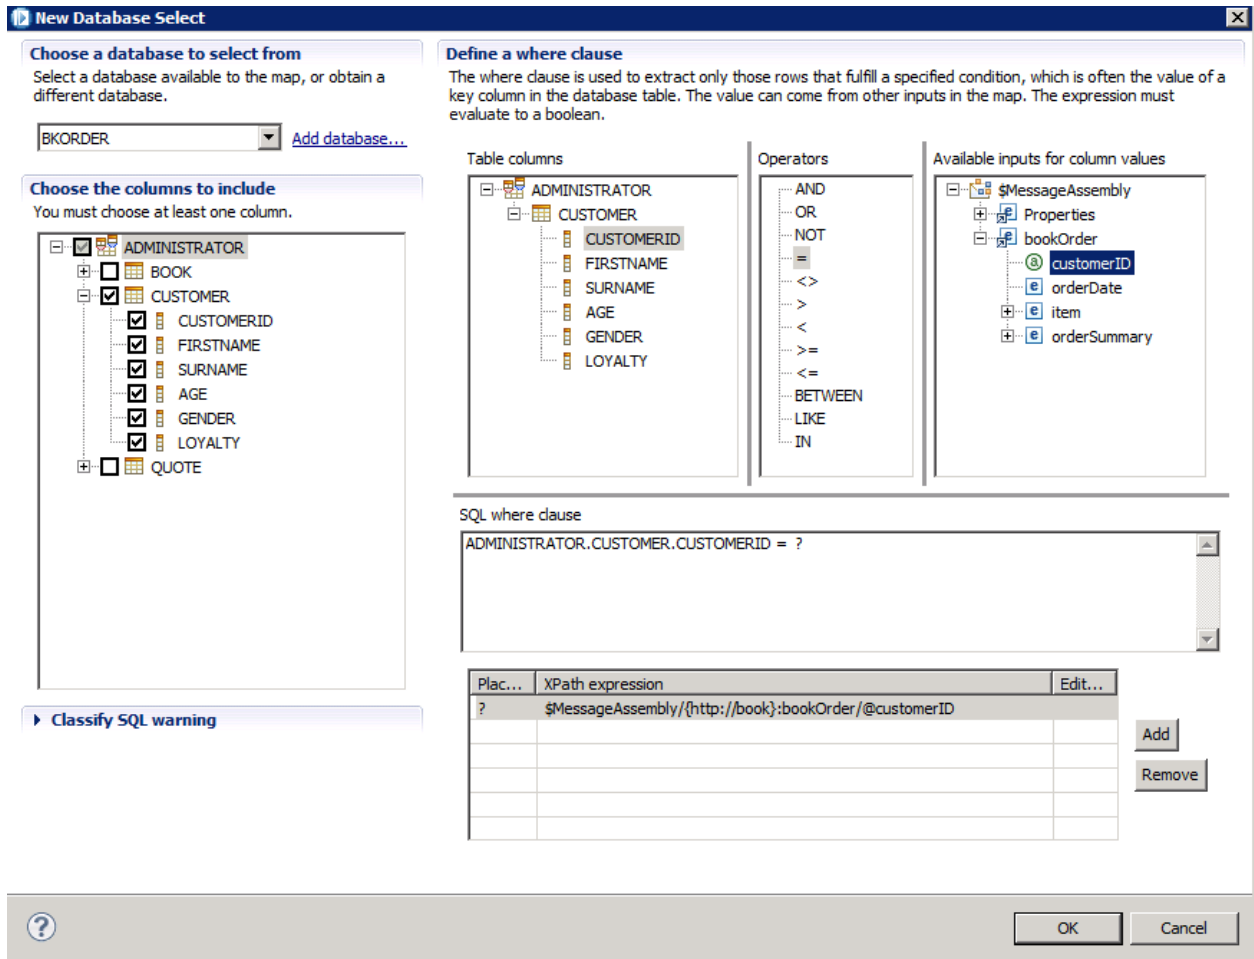 New Database Select
Choose a database to select from
Select a database available to the map, or obtain a
different database.
BKORDER
Add database...
Choose the columns to include
You must choose at least one column.
ADMINISTRATOR
BOOK
CUSTOMER
CUSTOMERID
FIRSTNAME
SURNAME
AGE
GENDER
LOYALTY
QUOTE
Classify SQL warning
Define a where clause
The where clause is used to extract only those rows that fulfill a specified condition, which is often the value of a
key column in the database table. The value can come from other inputs in the map. The expression must
evaluate to a boolean.
Table columns
ADMINISTRATOR
CUSTOMER
CUSTOMERID
FIRSTNAME
SURNAME
AGE
GENDER
LOYALTY
Operators
AND
OR
NOT
=
<>
>
<
>=
<=
BETWEEN
LIKE
IN
Available inputs for column values
$MessageAssembly
Properties
bookOrder
customerID
orderDate
item
orderSummary
SQL where clause
ADMINISTRATOR.CUSTOMER.CUSTOMERID = ?
Plac... XPath expression Edit...
? $MessageAssembly/{http://book}:bookOrder/@customerID
Add
Remove
OK Cancel